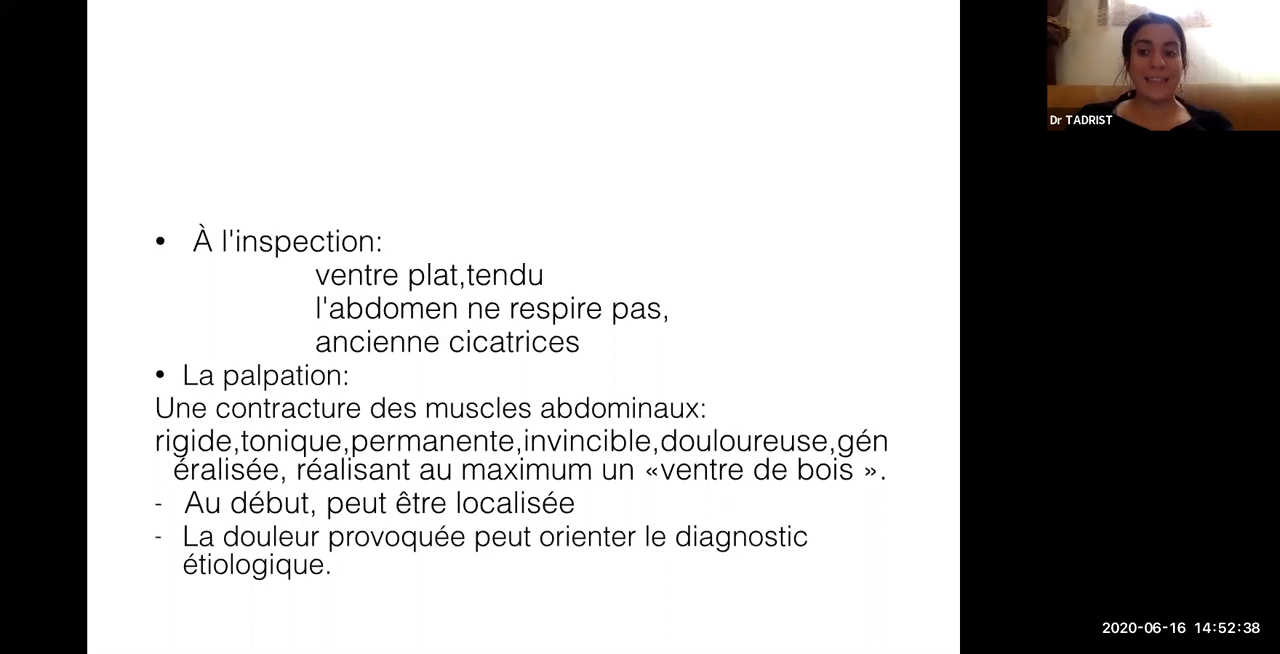 • À l'inspection:
ventre plat,tendu
l'abdomen ne respire pas,
ancienne cicatrices
• La palpation:
Une contracture des muscles abdominaux:
rigide,tonique,permanente,invincible,douloureuse,gén
éralisée, réalisant au maximum un «ventre de bois ».
- Au début, peut être localisée
- La douleur provoquée peut orienter le diagnostic
étiologique.
Dr TADRIST
2020-06-16 14:52:38